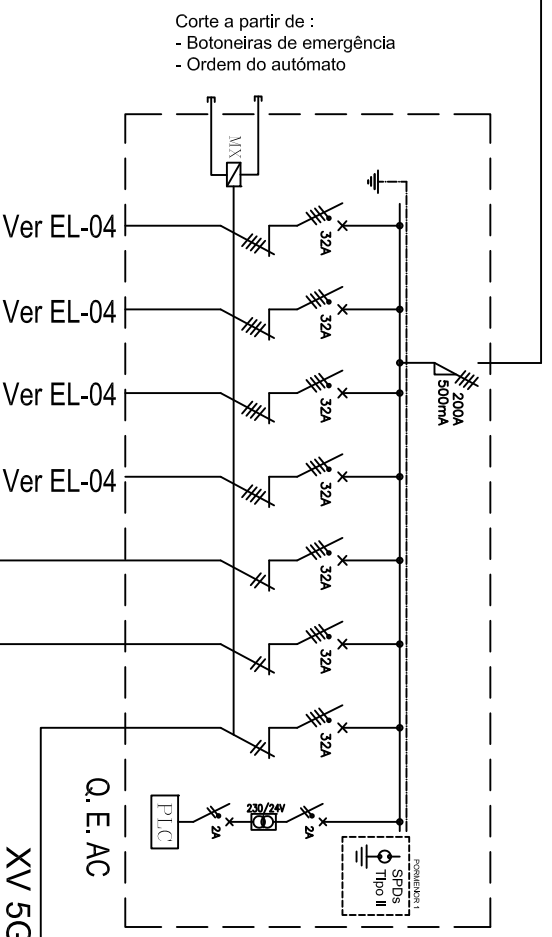 Corte a partir de :
- Botoneiras de emergência
- Ordem do autómato
MX
Ver EL-04
32A
Ver EL-04
32A
200A
500mA
Ver EL-04
32A
Ver EL-04
32A
32A
32A
32A
Q. E. AC
PLC
2A
230/24V
2A
PORMENOR 1
SPDs
Tipo II
XV 5G